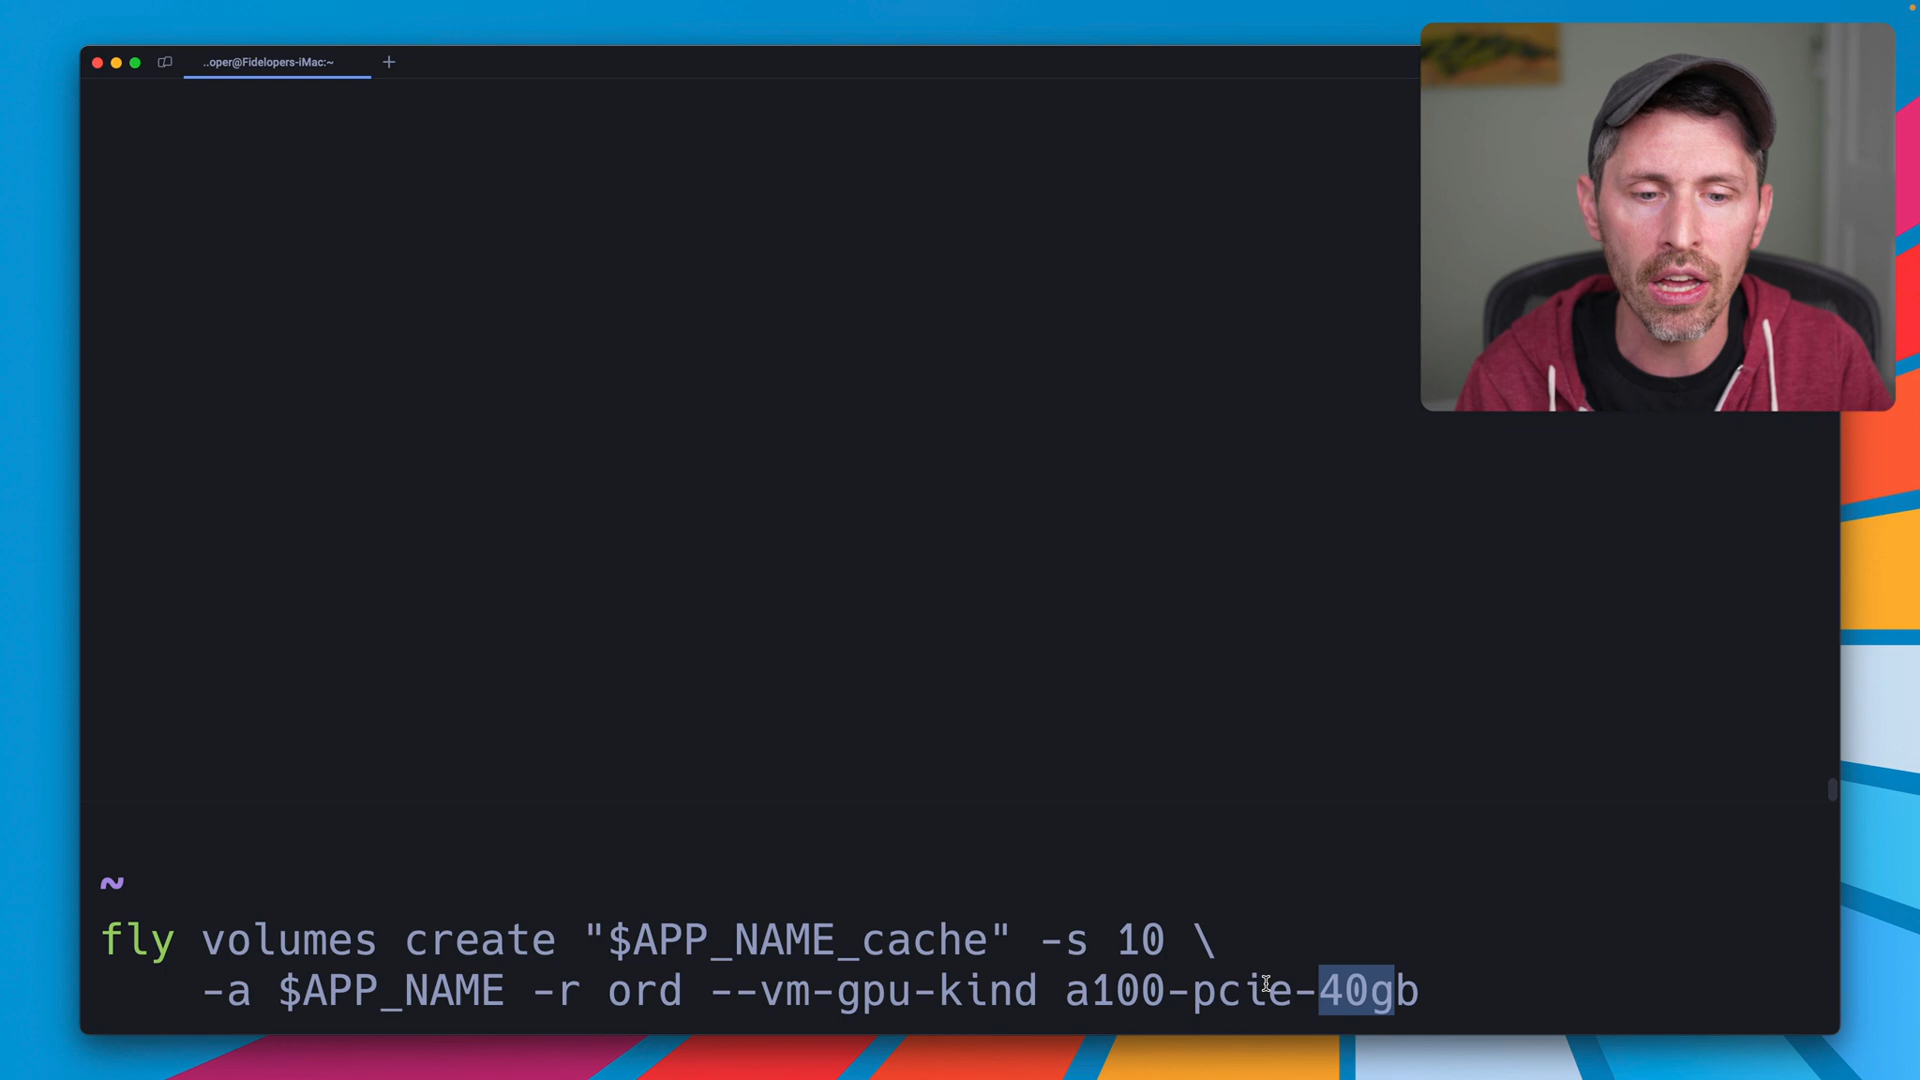 ..oper@Fidelopers-iMac:~
~
fly volumes create "$APP_NAME_cache" -s 10 \
-a $APP_NAME -r ord --vm-gpu-kind a100-pcie-40gb